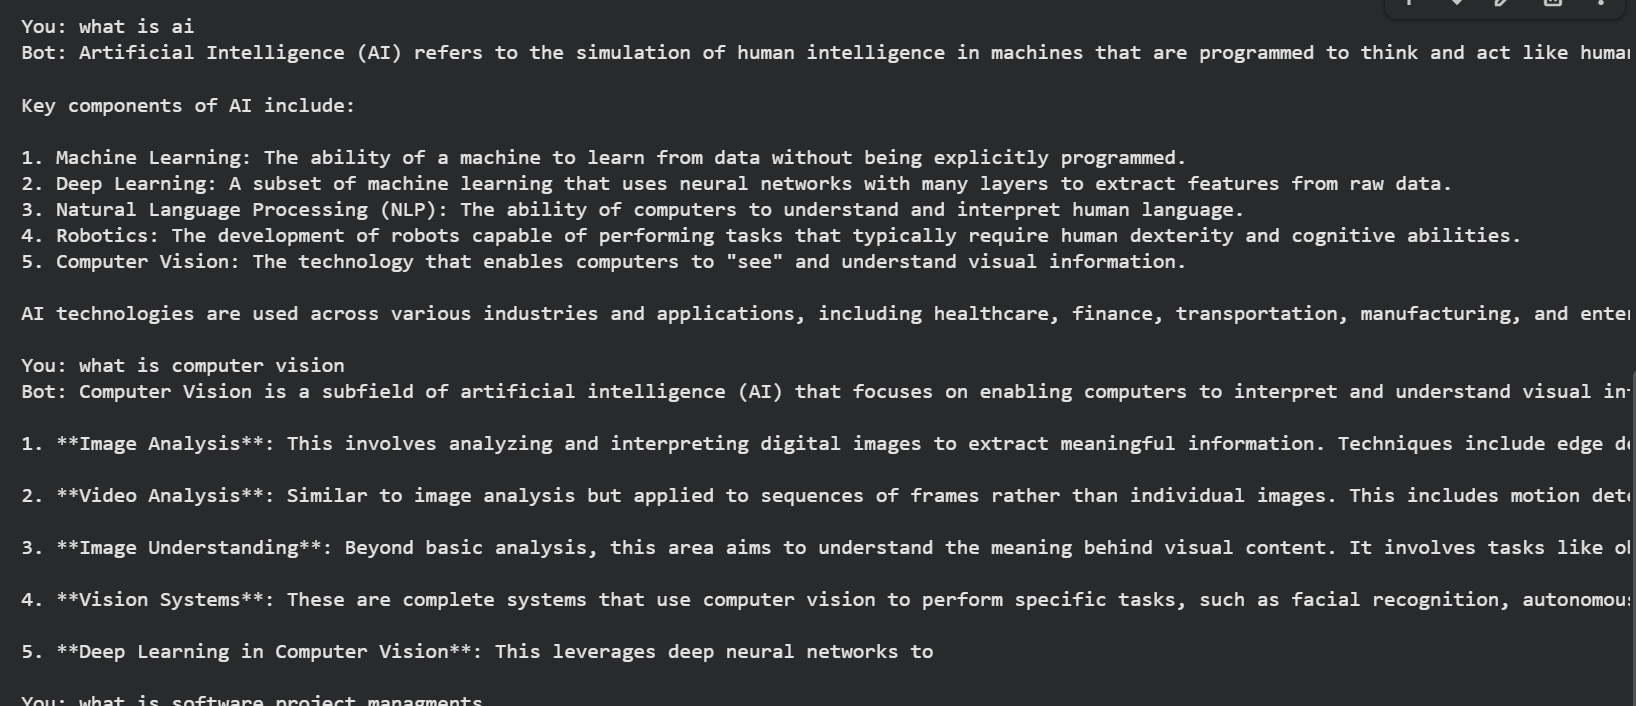 You: what is ai
Bot: Artificial Intelligence (AI) refers to the simulation of human intelligence in machines that are programmed to think and act like
Key components of AI include:
1. Machine Learning: The ability of a machine to learn from data without being explicitly programmed.
2. Deep Learning: A subset of machine learning that uses neural networks with many layers to extract features from raw data.
3. Natural Language Processing (NLP): The ability of computers to understand and interpret human language.
4. Robotics: The development of robots capable of performing tasks that typically require human dexterity and cognitive abilities.
5. Computer Vision: The technology that enables computers to "see" and understand visual information.
AI technologies are used across various industries and applications, including healthcare, finance, transportation, manufacturing, and
You: what is computer vision
Bot: Computer Vision is a subfield of artificial intelligence (AI) that focuses on enabling computers to interpret and understand visual
1. **Image Analysis**: This involves analyzing and interpreting digital images to extract meaningful information. Techniques include edge
2. **Video Analysis**: Similar to image analysis but applied to sequences of frames rather than individual images. This includes motion
3. **Image Understanding**: Beyond basic analysis, this area aims to understand the meaning behind visual content. It involves tasks like
4. **Vision Systems**: These are complete systems that use computer vision to perform specific tasks, such as facial recognition,
5. **Deep Learning in Computer Vision**: This leverages deep neural networks to
You: what is software project managments